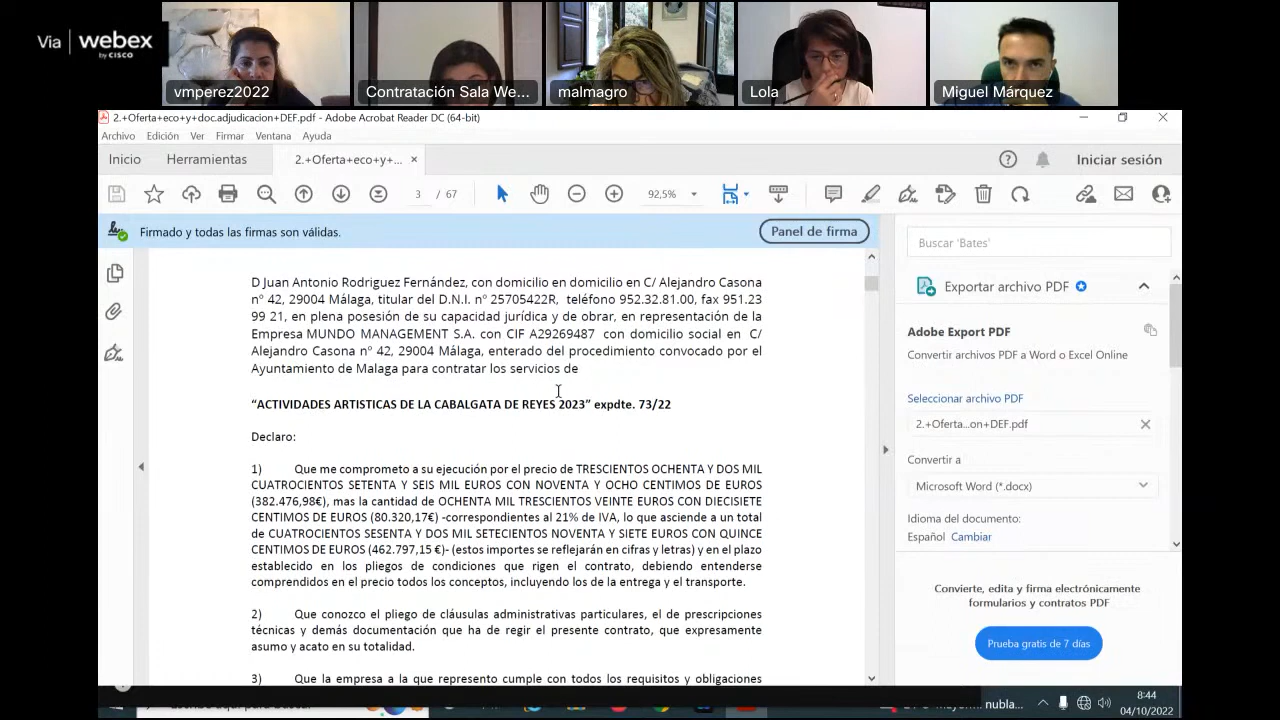 Via webex
by CISCO
vmperez2022
Contratación Sala We...
malmagro
Lola
Miguel Márquez
2.+Oferta+eco+y+doc.adjudicacion+DEF.pdf - Adobe Acrobat Reader DC (64-bit)
Archivo Edición Ver Firmar Ventana Ayuda
Inicio Herramientas 2.+Oferta+eco+y+... × Iniciar sesión
3 / 67 92,5%
Firmado y todas las firmas son válidas. Panel de firma
D Juan Antonio Rodriguez Fernández, con domicilio en domicilio en C/ Alejandro Casona
nº 42, 29004 Málaga, titular del D.N.I. nº 25705422R, teléfono 952.32.81.00, fax 951.23
99 21, en plena posesión de su capacidad jurídica y de obrar, en representación de la
Empresa MUNDO MANAGEMENT S.A. con CIF A29269487 con domicilio social en C/
Alejandro Casona nº 42, 29004 Málaga, enterado del procedimiento convocado por el
Ayuntamiento de Malaga para contratar los servicios de
“ACTIVIDADES ARTISTICAS DE LA CABALGATA DE REYES 2023” expdte. 73/22
Declaro:
1) Que me comprometo a su ejecución por el precio de TRESCIENTOS OCHENTA Y DOS MIL
CUATROCIENTOS SETENTA Y SEIS MIL EUROS CON NOVENTA Y OCHO CENTIMOS DE EUROS
(382.476,98€), mas la cantidad de OCHENTA MIL TRESCIENTOS VEINTE EUROS CON DIECISIETE
CENTIMOS DE EUROS (80.320,17€) -correspondientes al 21% de IVA, lo que asciende a un total
de CUATROCIENTOS SESENTA Y DOS MIL SETECIENTOS NOVENTA Y SIETE EUROS CON QUINCE
CENTIMOS DE EUROS (462.797,15 €)- (estos importes se reflejarán en cifras y letras) y en el plazo
establecido en los pliegos de condiciones que rigen el contrato, debiendo entenderse
comprendidos en el precio todos los conceptos, incluyendo los de la entrega y el transporte.
2) Que conozco el pliego de cláusulas administrativas particulares, el de prescripciones
técnicas y demás documentación que ha de regir el presente contrato, que expresamente
asumo y acato en su totalidad.
3) Que la empresa a la que represento cumple con todos los requisitos y obligaciones
Buscar 'Bates'
Exportar archivo PDF
Adobe Export PDF
Convertir archivos PDF a Word o Excel Online
Seleccionar archivo PDF
2.+Oferta...on+DEF.pdf
Convertir a
Microsoft Word (*.docx)
Idioma del documento:
Español Cambiar
Convierte, edita y firma electrónicamente
formularios y contratos PDF
Prueba gratis de 7 días
nubla...
8:44
04/10/2022